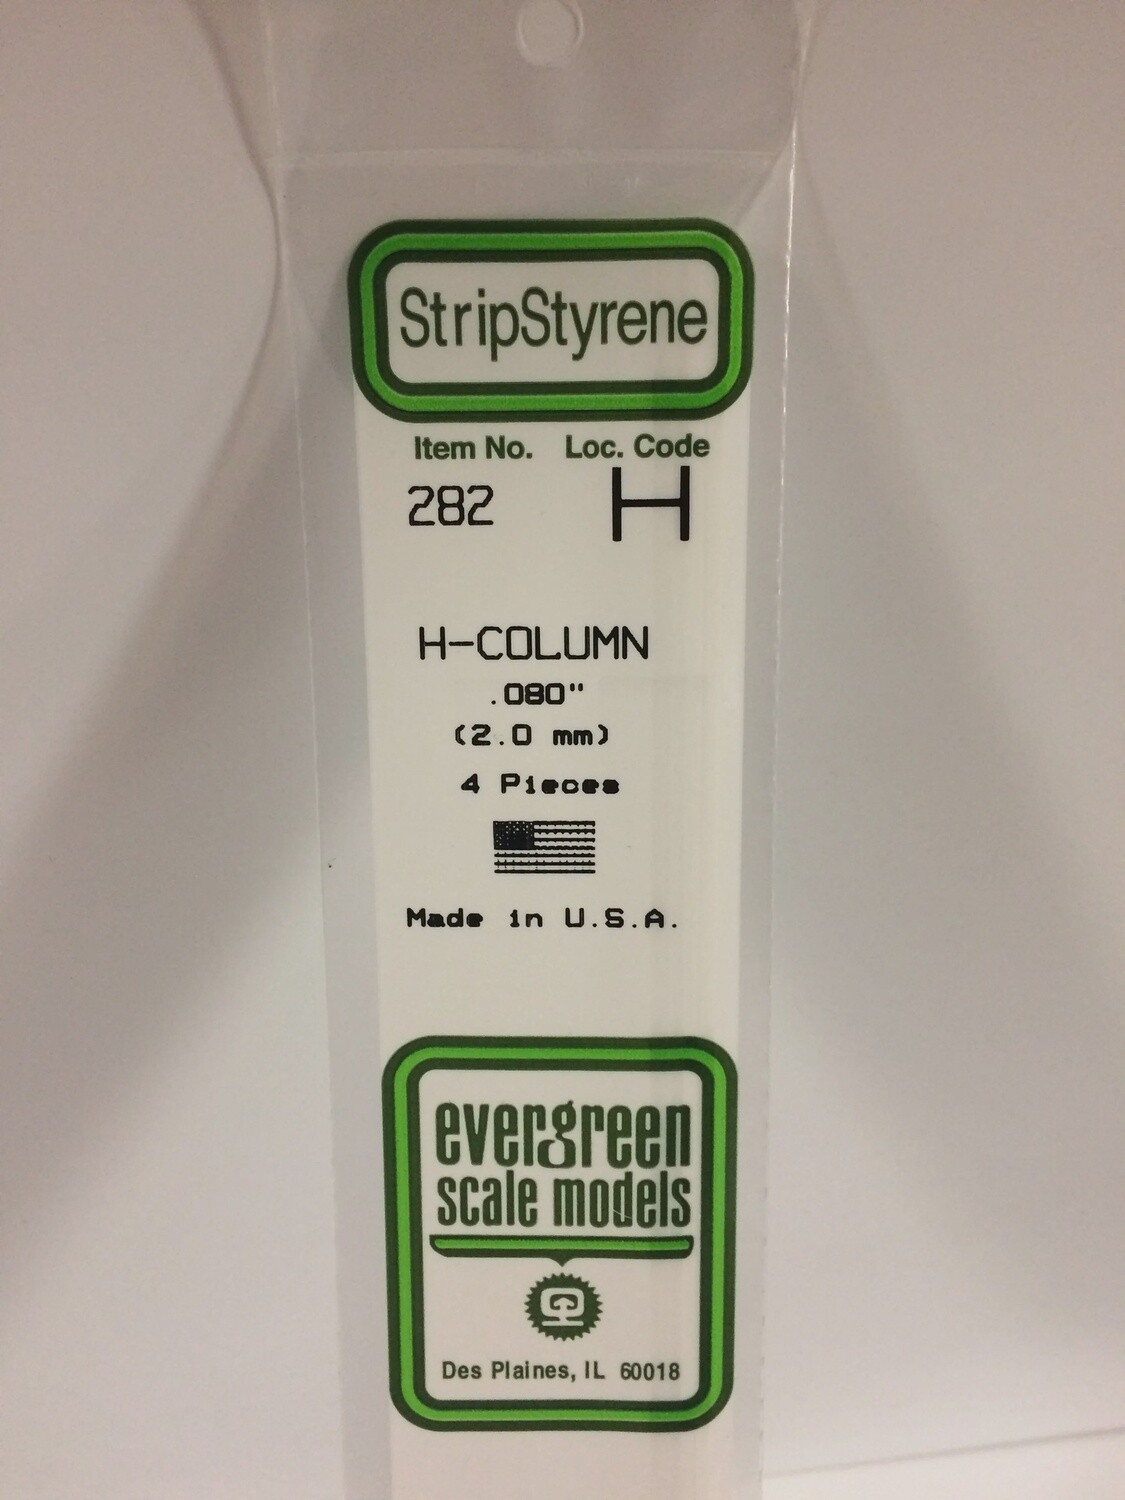 StripStyrene
Item No. Loc. Code
282 H
H-COLUMN
.080"
(2.0 mm)
4 Pieces
Made in U.S.A.
evergreen
scale models
Des Plaines, IL 60018